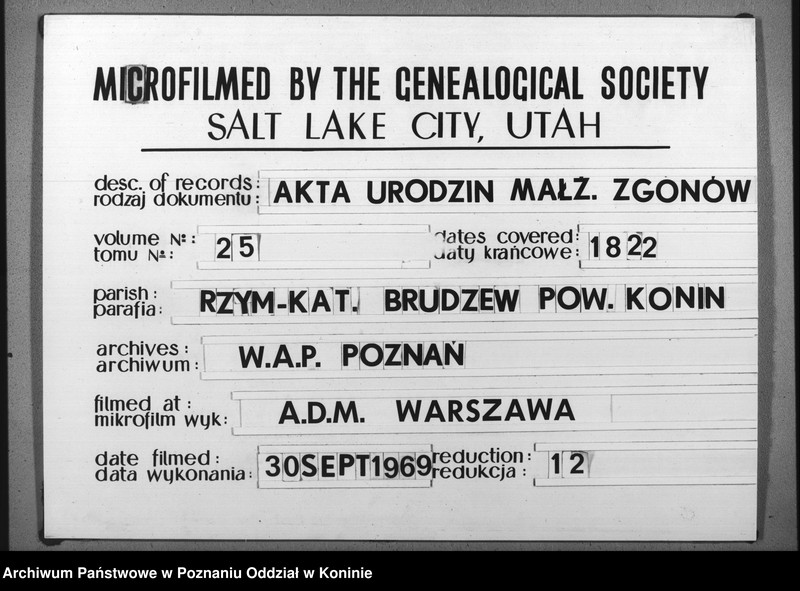 MICROFILMED BY THE GENEALOGICAL SOCIETY
SALT LAKE CITY, UTAH
desc. of records:
rodzaj dokumentu: AKTA URODZIN MAŁŻ. ZGONÓW
volume No:
tomu No: 25
dates covered:
daty krańcowe: 1822
parish:
parafia: RZYM-KAT. BRUDZEW POW. KONIN
archives:
archiwum: W.A.P. POZNAŃ
filmed at:
mikrofilm wyk: A.D.M. WARSZAWA
date filmed:
data wykonania: 30SEPT1969
reduction:
redukcja: 12
Archiwum Państwowe w Poznaniu Oddział w Koninie